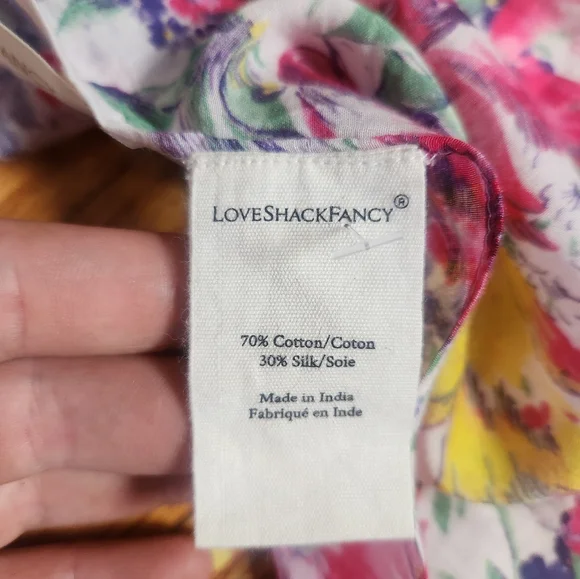 LOVESHACKFANCY®
70% Cotton/Coton
30% Silk/Soie
Made in India
Fabriqué en Inde